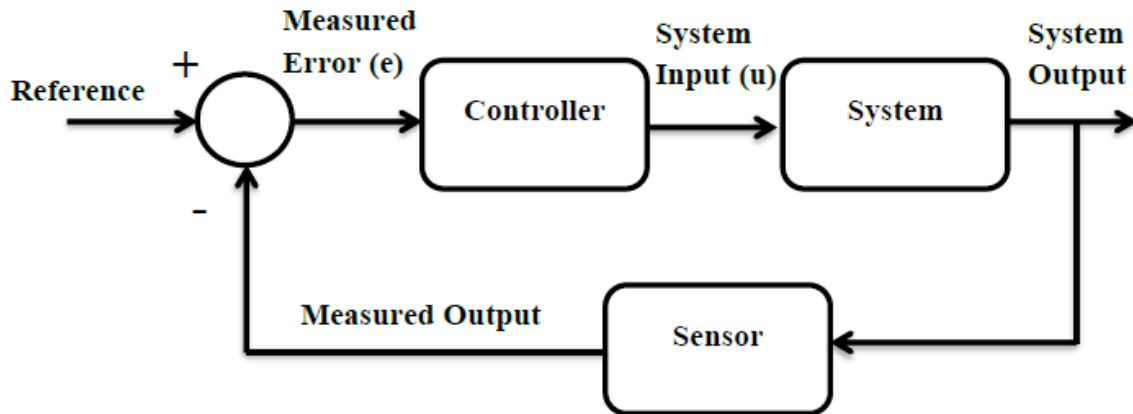 Reference
+
-
Measured
Error (e)
Controller
System
Input (u)
System
System
Output
Measured Output
Sensor